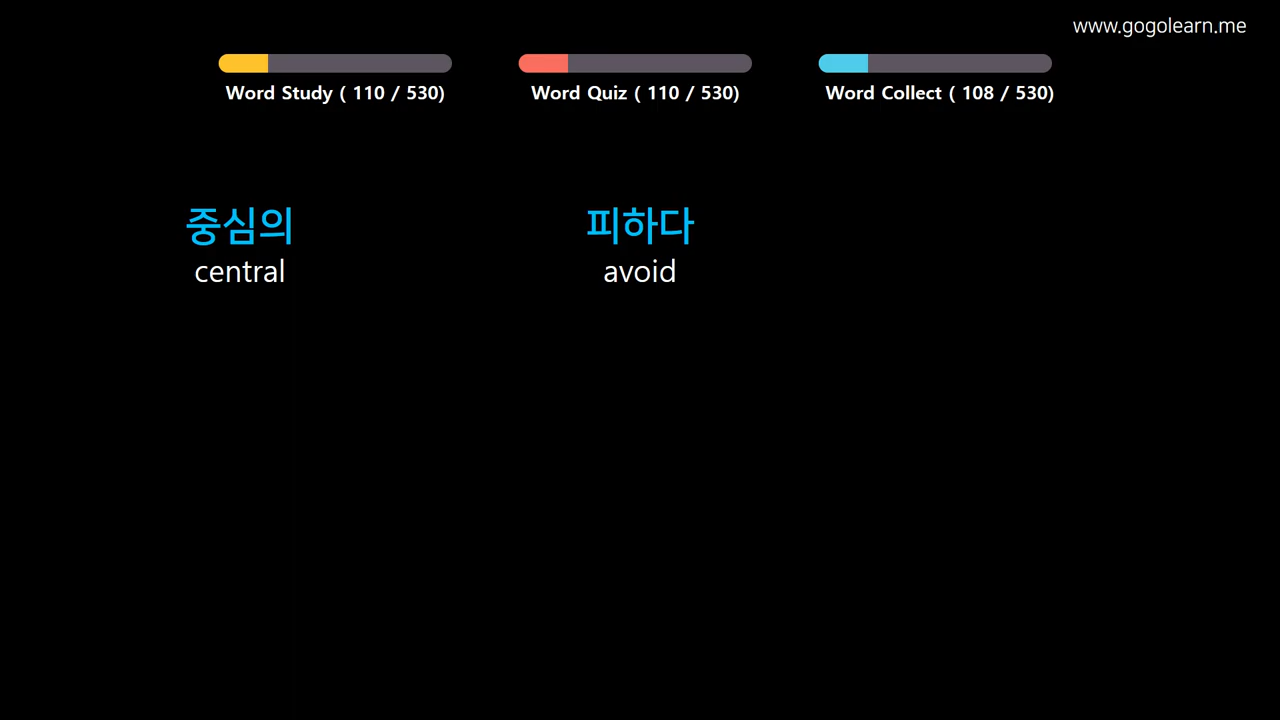 www.gogolearn.me
Word Study ( 110 / 530)
Word Quiz ( 110 / 530)
Word Collect ( 108 / 530)
중심의
central
피하다
avoid